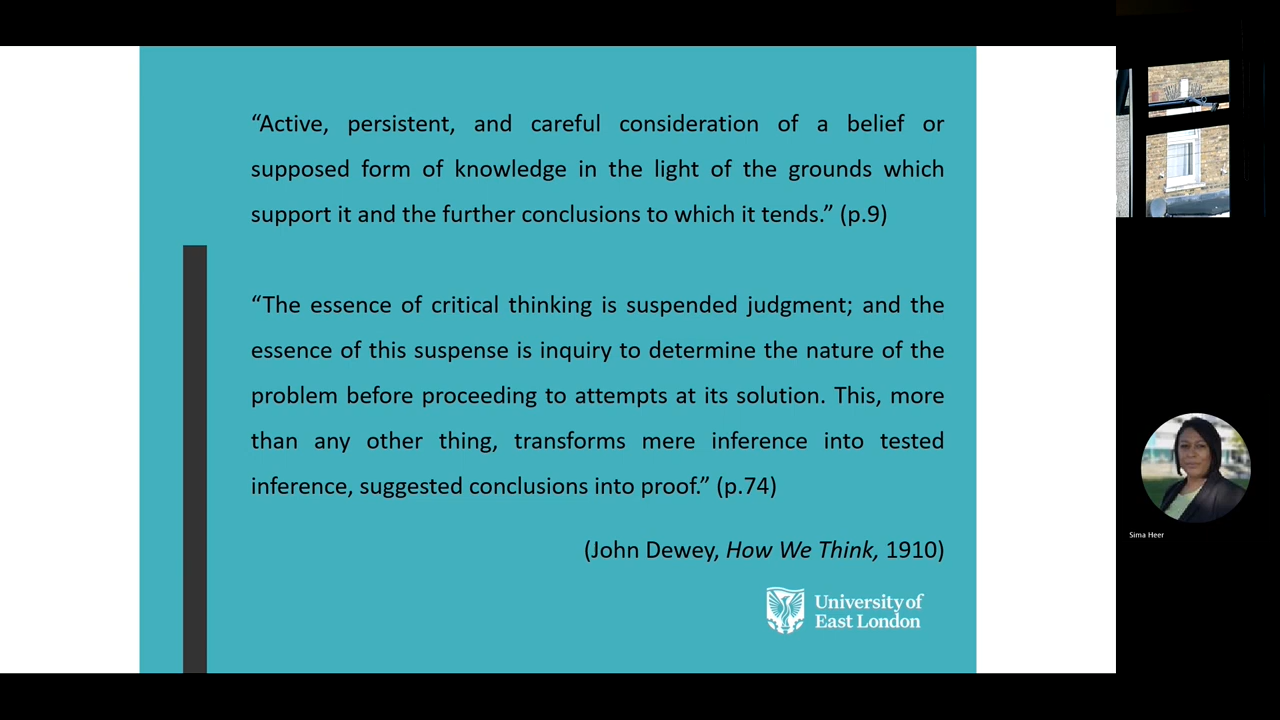 “Active, persistent, and careful consideration of a belief or
supposed form of knowledge in the light of the grounds which
support it and the further conclusions to which it tends.” (p.9)
“The essence of critical thinking is suspended judgment; and the
essence of this suspense is inquiry to determine the nature of the
problem before proceeding to attempts at its solution. This, more
than any other thing, transforms mere inference into tested
inference, suggested conclusions into proof.” (p.74)
(John Dewey, How We Think, 1910)
University of
East London
Sima Heer